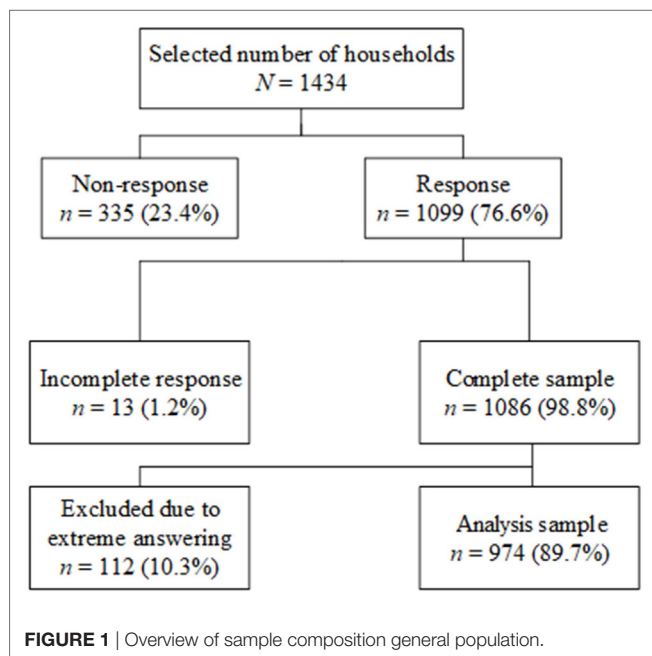 Selected number of households
N = 1434
Non-response
n = 335 (23.4%)
Response
n = 1099 (76.6%)
Incomplete response
n = 13 (1.2%)
Complete sample
n = 1086 (98.8%)
Excluded due to
extreme answering
n = 112 (10.3%)
Analysis sample
n = 974 (89.7%)
FIGURE 1 | Overview of sample composition general population.